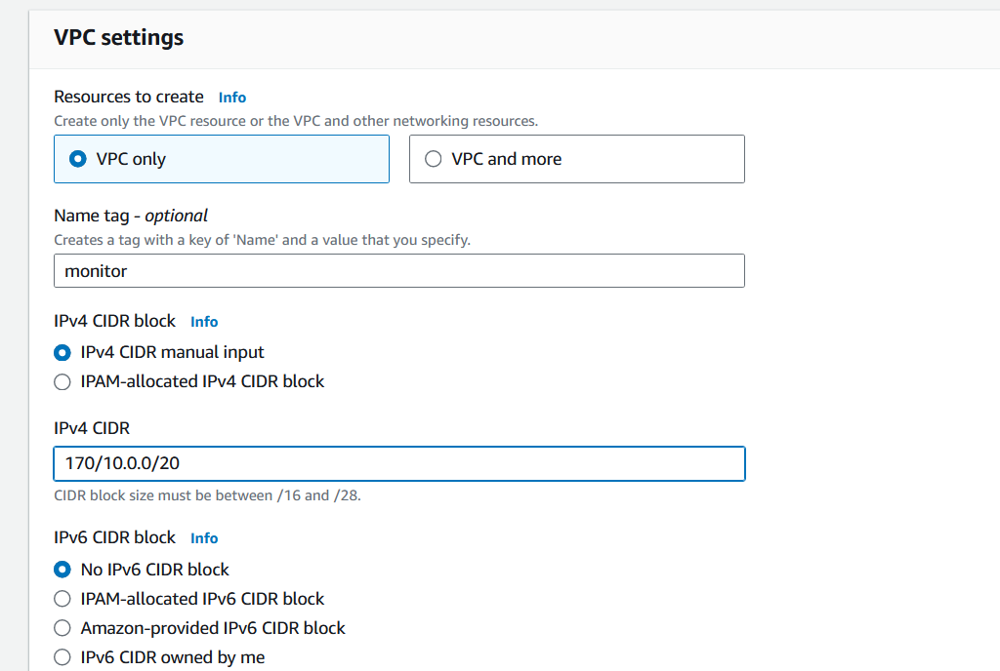 VPC settings
Resources to create Info
Create only the VPC resource or the VPC and other networking resources.
VPC only
VPC and more
Name tag - optional
Creates a tag with a key of 'Name' and a value that you specify.
monitor
IPv4 CIDR block Info
IPv4 CIDR manual input
IPAM-allocated IPv4 CIDR block
IPv4 CIDR
170/10.0.0/20
CIDR block size must be between /16 and /28.
IPv6 CIDR block Info
No IPv6 CIDR block
IPAM-allocated IPv6 CIDR block
Amazon-provided IPv6 CIDR block
IPv6 CIDR owned by me